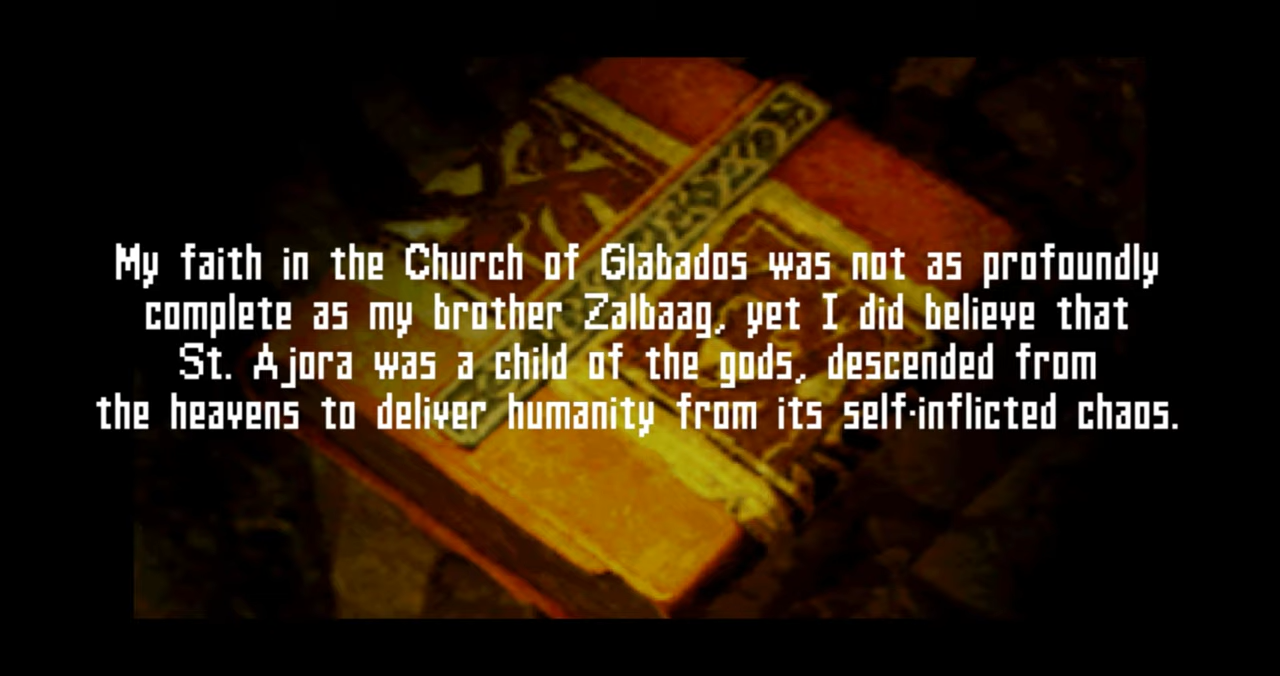 My faith in the Church of Glabados was not as profoundly
complete as my brother Zalbaag, yet I did believe that
St. Ajora was a child of the gods, descended from
the heavens to deliver humanity from its self-inflicted chaos.